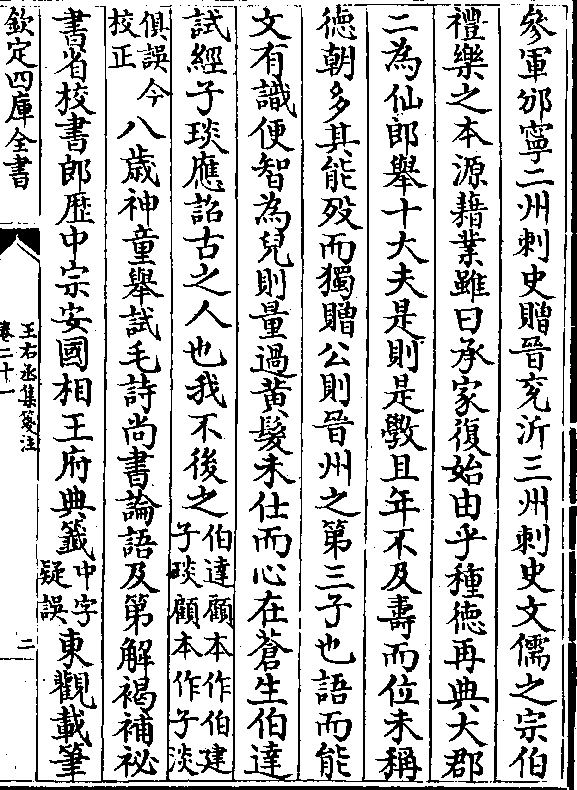 參軍邠寧二州刺史贈晉兖沂三州刺史文儒之宗伯
禮樂之本源藉業雖曰承家復始由乎種德再典大郡
二為仙郎舉十大夫是則是斆且年不及壽而位未稱
德朝多其能歿而獨贈公則晉州之第三子也語而能
文有識便智為兒則量過黄髮未仕而心在蒼生伯達
試經子琰應詔古之人也我不後之伯達顧本作伯建子琰顧本作子淡
俱誤今校正八歲神童舉試毛詩尚書論語及第解褐補祕
書省校書郎歴中宗安國相王府典籖中字疑誤東觀載筆
欽定四庫全書
王右丞集箋注
卷二十一
二